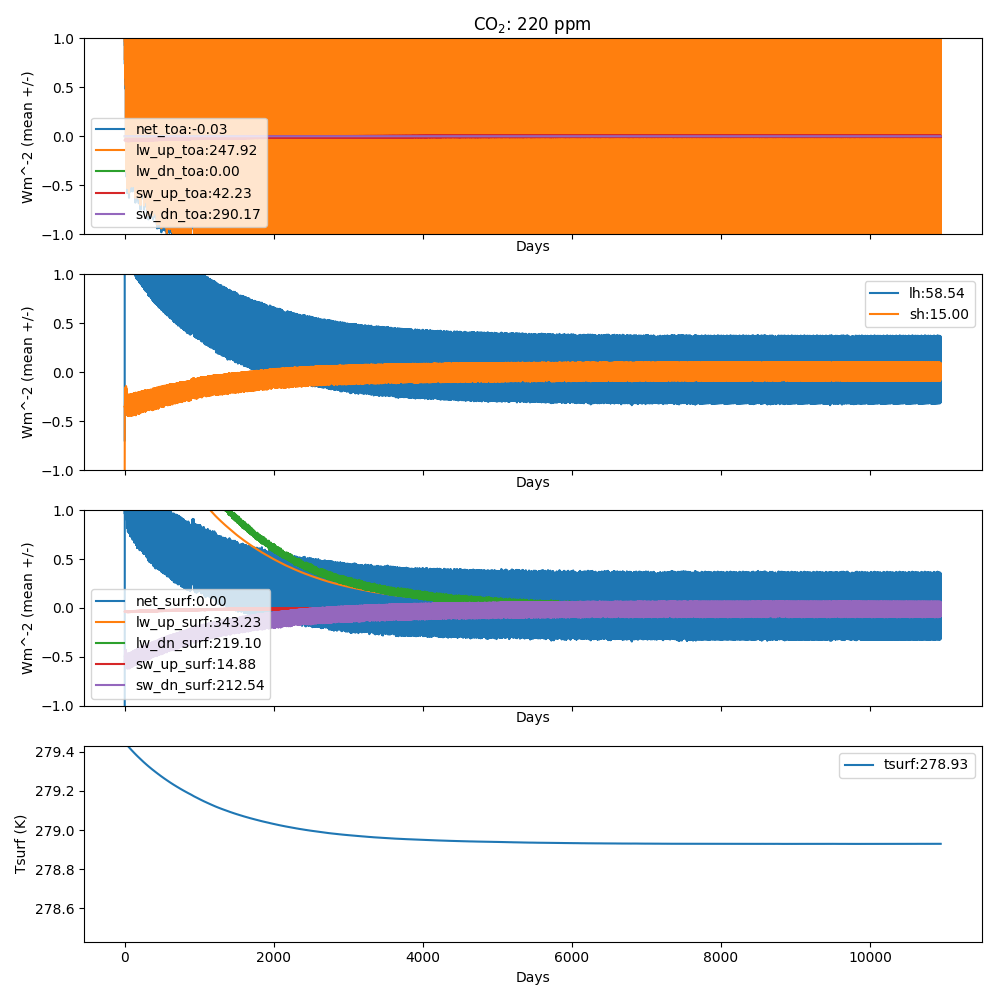 CO₂: 220 ppm
Wm^-2 (mean +/-)
1.0
0.5
0.0
−0.5
−1.0
net_toa:-0.03
lw_up_toa:247.92
lw_dn_toa:0.00
sw_up_toa:42.23
sw_dn_toa:290.17
Days
Wm^-2 (mean +/-)
1.0
0.5
0.0
−0.5
−1.0
lh:58.54
sh:15.00
Days
Wm^-2 (mean +/-)
1.0
0.5
0.0
−0.5
−1.0
net_surf:0.00
lw_up_surf:343.23
lw_dn_surf:219.10
sw_up_surf:14.88
sw_dn_surf:212.54
Days
Tsurf (K)
279.4
279.2
279.0
278.8
278.6
tsurf:278.93
0 2000 4000 6000 8000 10000
Days